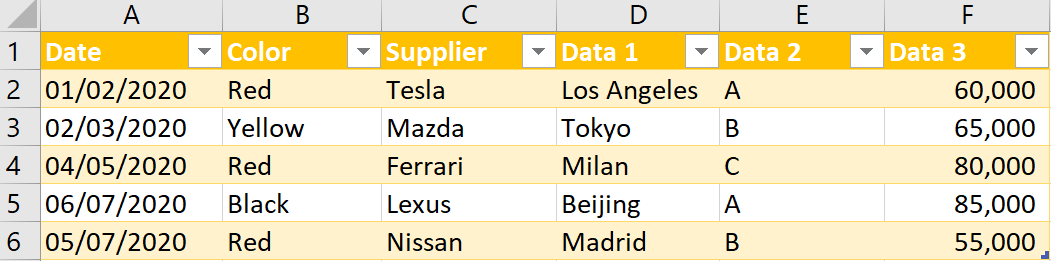 A B C D E F
1 Date Color Supplier Data 1 Data 2 Data 3
2 01/02/2020 Red Tesla Los Angeles A 60,000
3 02/03/2020 Yellow Mazda Tokyo B 65,000
4 04/05/2020 Red Ferrari Milan C 80,000
5 06/07/2020 Black Lexus Beijing A 85,000
6 05/07/2020 Red Nissan Madrid B 55,000